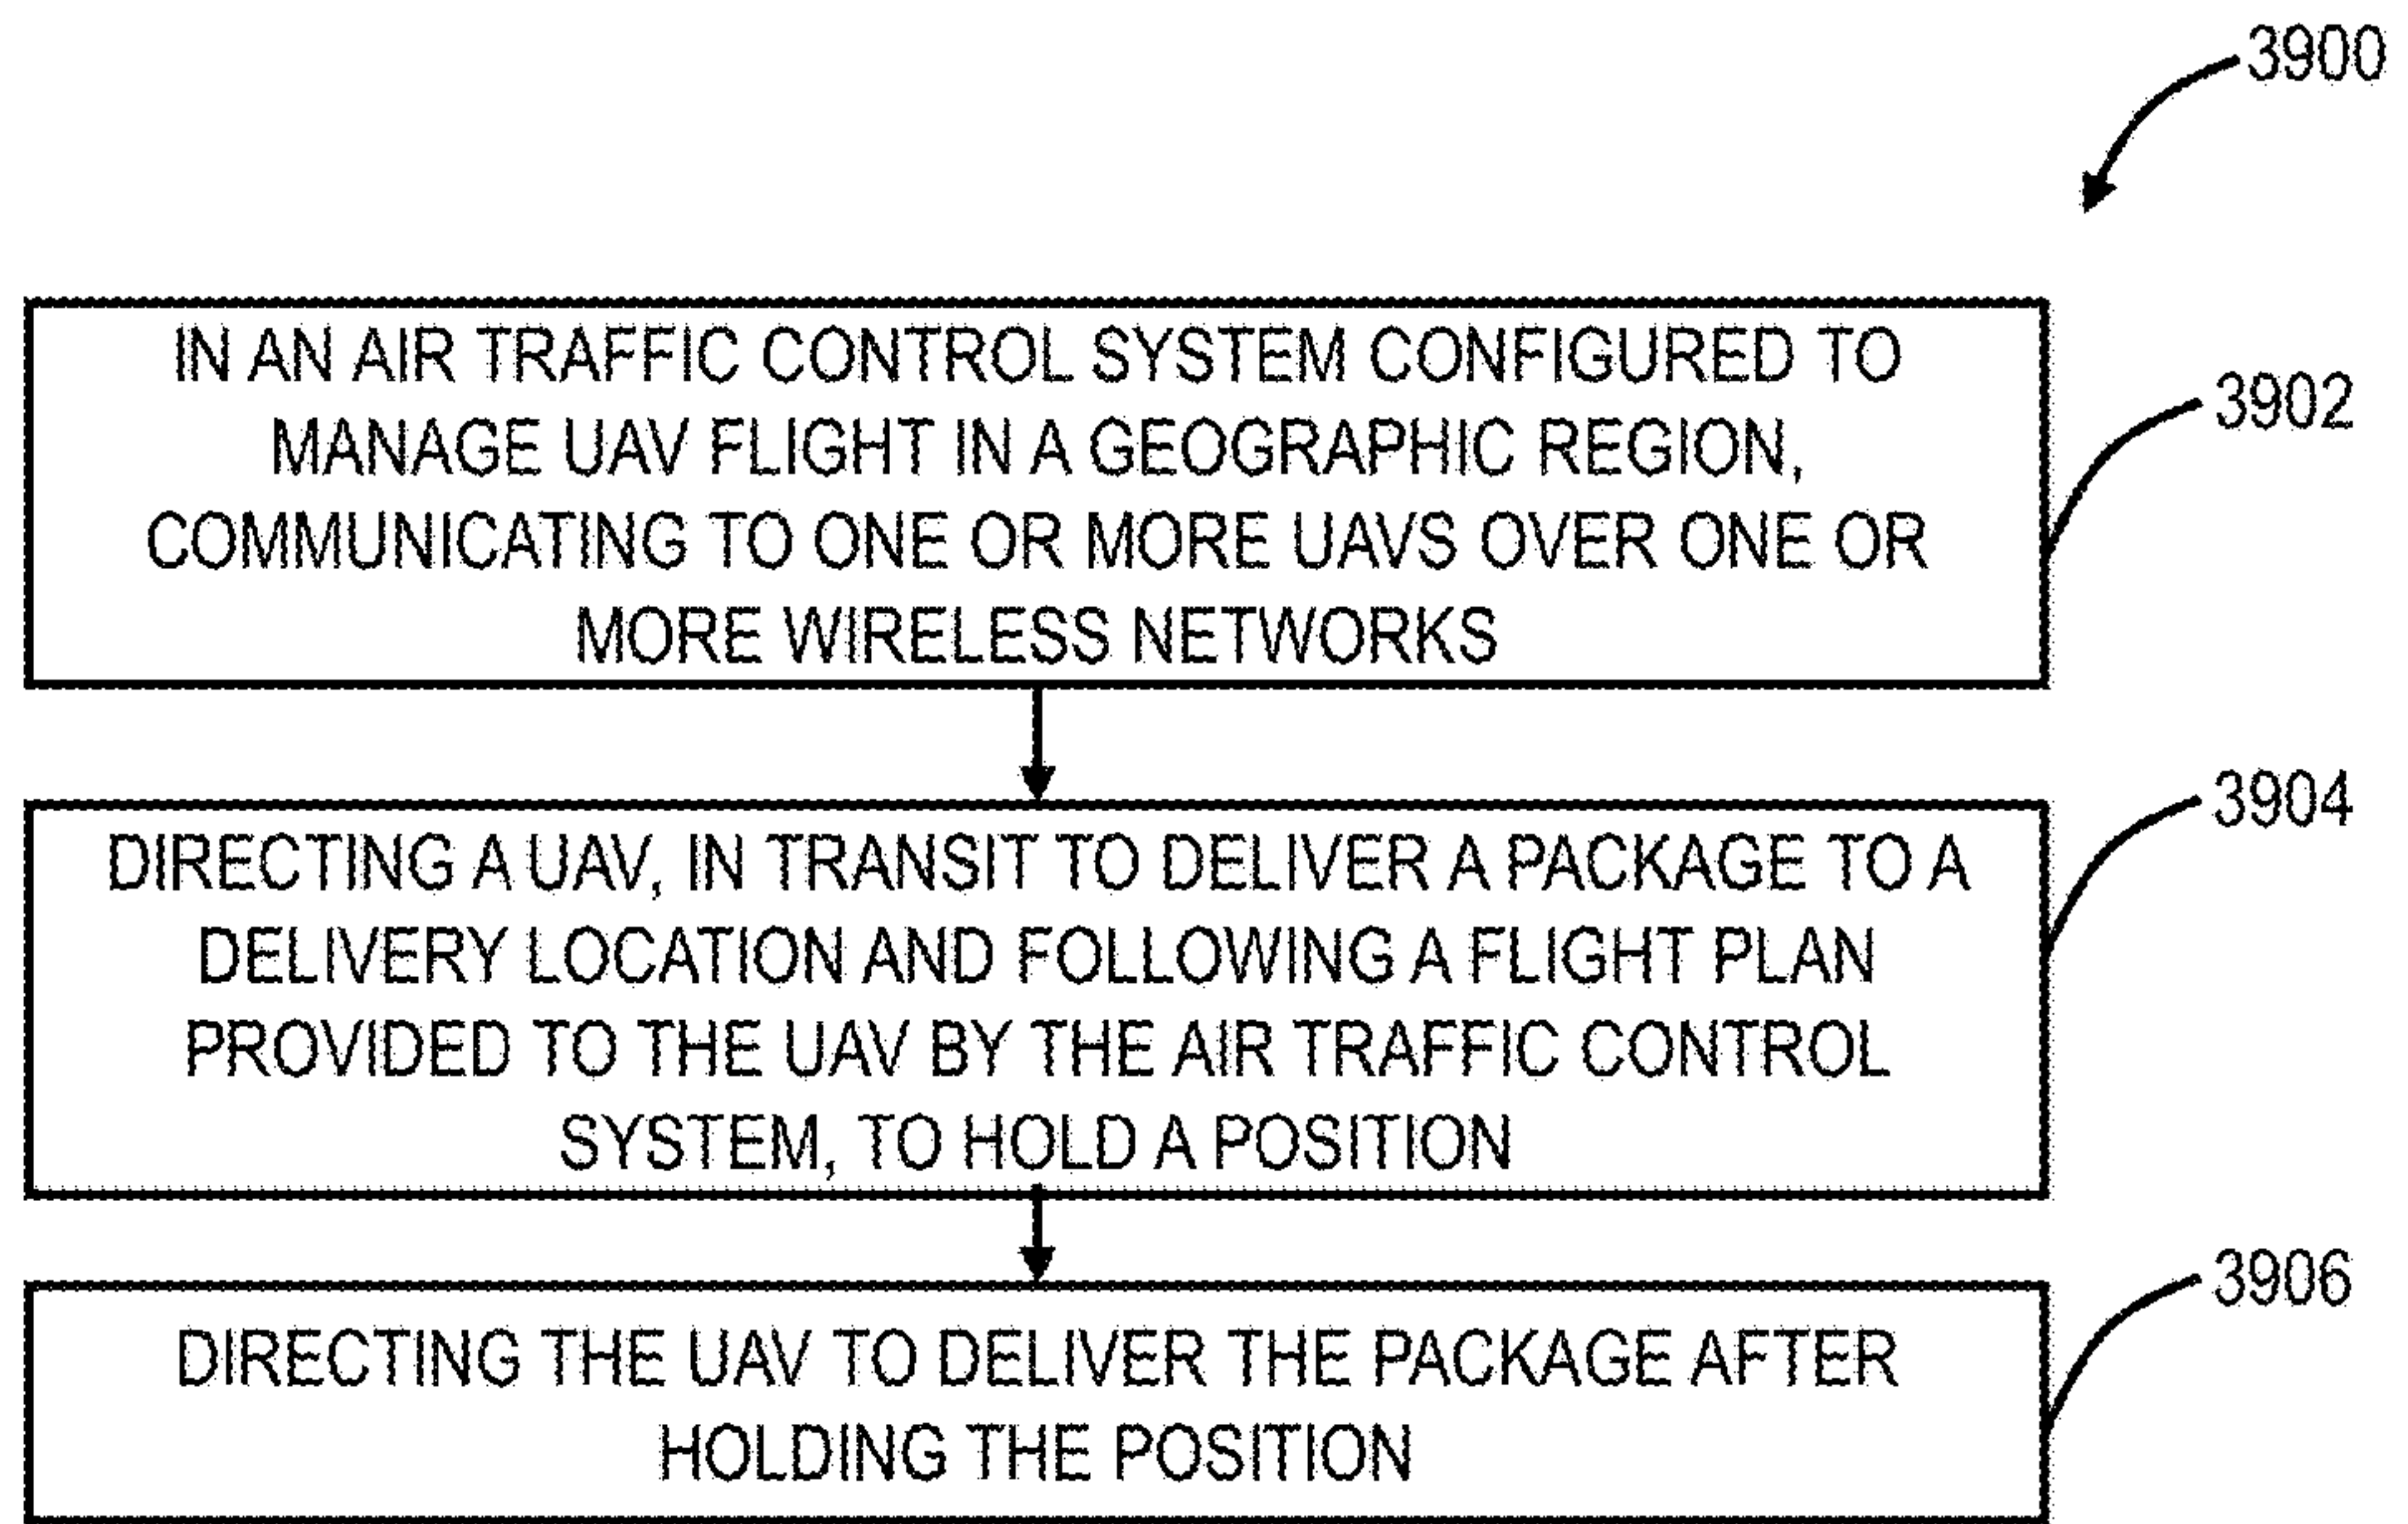 3900
IN AN AIR TRAFFIC CONTROL SYSTEM CONFIGURED TO
MANAGE UAV FLIGHT IN A GEOGRAPHIC REGION,
COMMUNICATING TO ONE OR MORE UAVS OVER ONE OR
MORE WIRELESS NETWORKS
3902
DIRECTING A UAV, IN TRANSIT TO DELIVER A PACKAGE TO A
DELIVERY LOCATION AND FOLLOWING A FLIGHT PLAN
PROVIDED TO THE UAV BY THE AIR TRAFFIC CONTROL
SYSTEM, TO HOLD A POSITION
3904
DIRECTING THE UAV TO DELIVER THE PACKAGE AFTER
HOLDING THE POSITION
3906